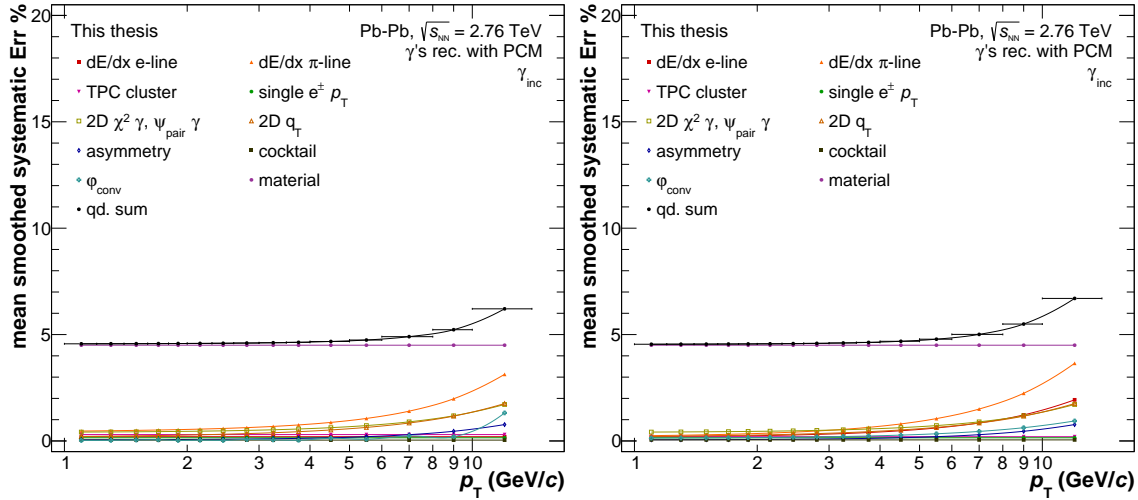 mean smoothed systematic Err %
20
15
10
5
0
This thesis
Pb-Pb, √s_NN = 2.76 TeV
γ's rec. with PCM
γ_inc
dE/dx e-line
dE/dx π-line
TPC cluster
single e^± p_T
2D χ² γ, ψ_pair γ
2D q_T
asymmetry
cocktail
φ_conv
material
qd. sum
1 2 3 4 5 6 7 8 9 10
p_T (GeV/c)
mean smoothed systematic Err %
20
15
10
5
0
This thesis
Pb-Pb, √s_NN = 2.76 TeV
γ's rec. with PCM
γ_inc
dE/dx e-line
dE/dx π-line
TPC cluster
single e^± p_T
2D χ² γ, ψ_pair γ
2D q_T
asymmetry
cocktail
φ_conv
material
qd. sum
1 2 3 4 5 6 7 8 9 10
p_T (GeV/c)